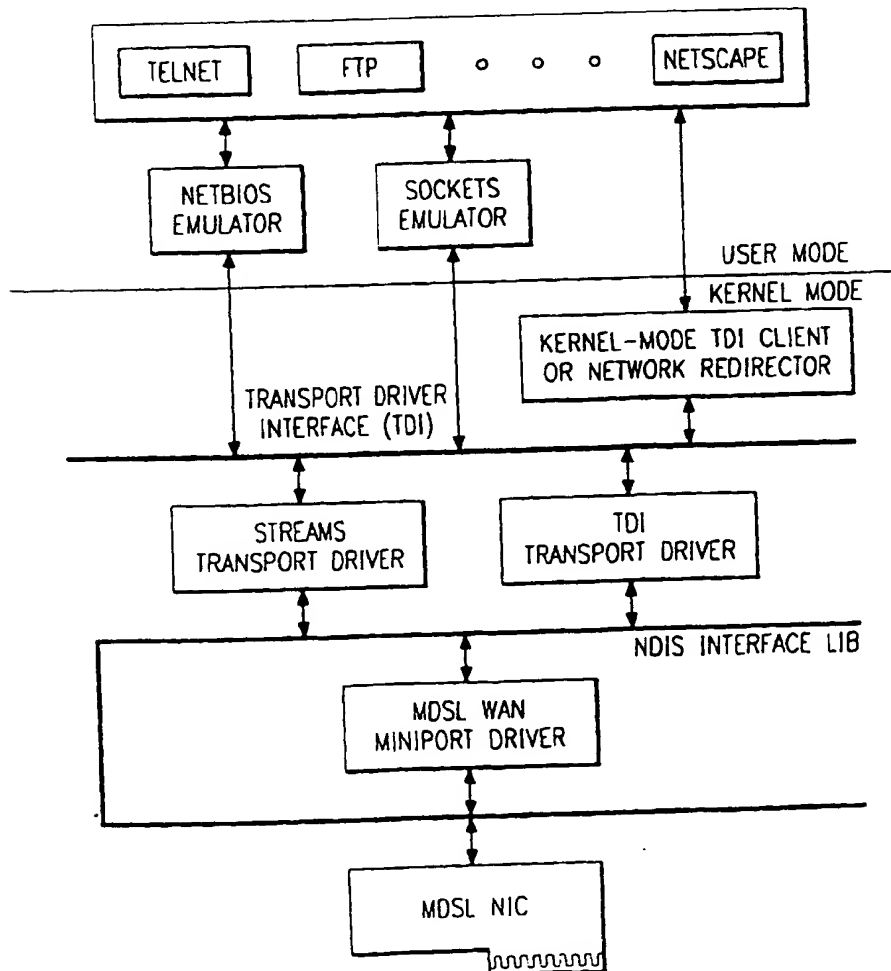 TELNET
FTP
NETSCAPE
NETBIOS
EMULATOR
SOCKETS
EMULATOR
USER MODE
KERNEL MODE
KERNEL-MODE TDI CLIENT
OR NETWORK REDIRECTOR
TRANSPORT DRIVER
INTERFACE (TDI)
STREAMS
TRANSPORT DRIVER
TDI
TRANSPORT DRIVER
NDIS INTERFACE LIB
MDSL WAN
MINIPORT DRIVER
MDSL NIC